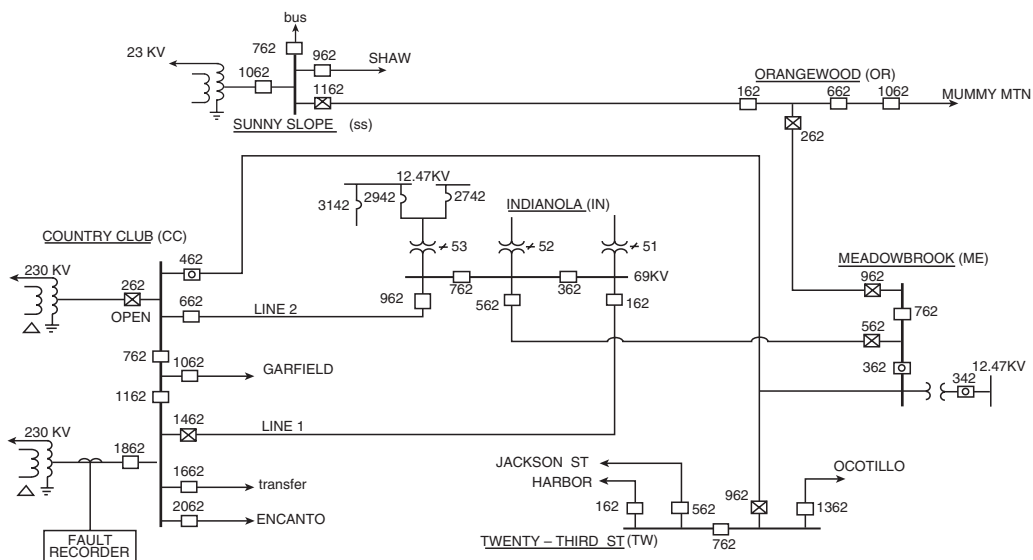 bus
762
962
SHAW
23 KV
1062
1162
SUNNY SLOPE (ss)
ORANGEWOOD (OR)
162
662
1062
MUMMY MTN
262
12.47KV
3142
2942
2742
INDIANOLA (IN)
53
52
51
69KV
962
762
562
362
162
COUNTRY CLUB (CC)
462
230 KV
262
OPEN
662
LINE 2
762
1062
GARFIELD
1162
1462
LINE 1
230 KV
1862
1662
transfer
2062
ENCANTO
FAULT
RECORDER
MEADOWBROOK (ME)
962
762
562
362
342
12.47KV
JACKSON ST
HARBOR
OCOTILLO
162
562
962
1362
762
TWENTY – THIRD ST (TW)